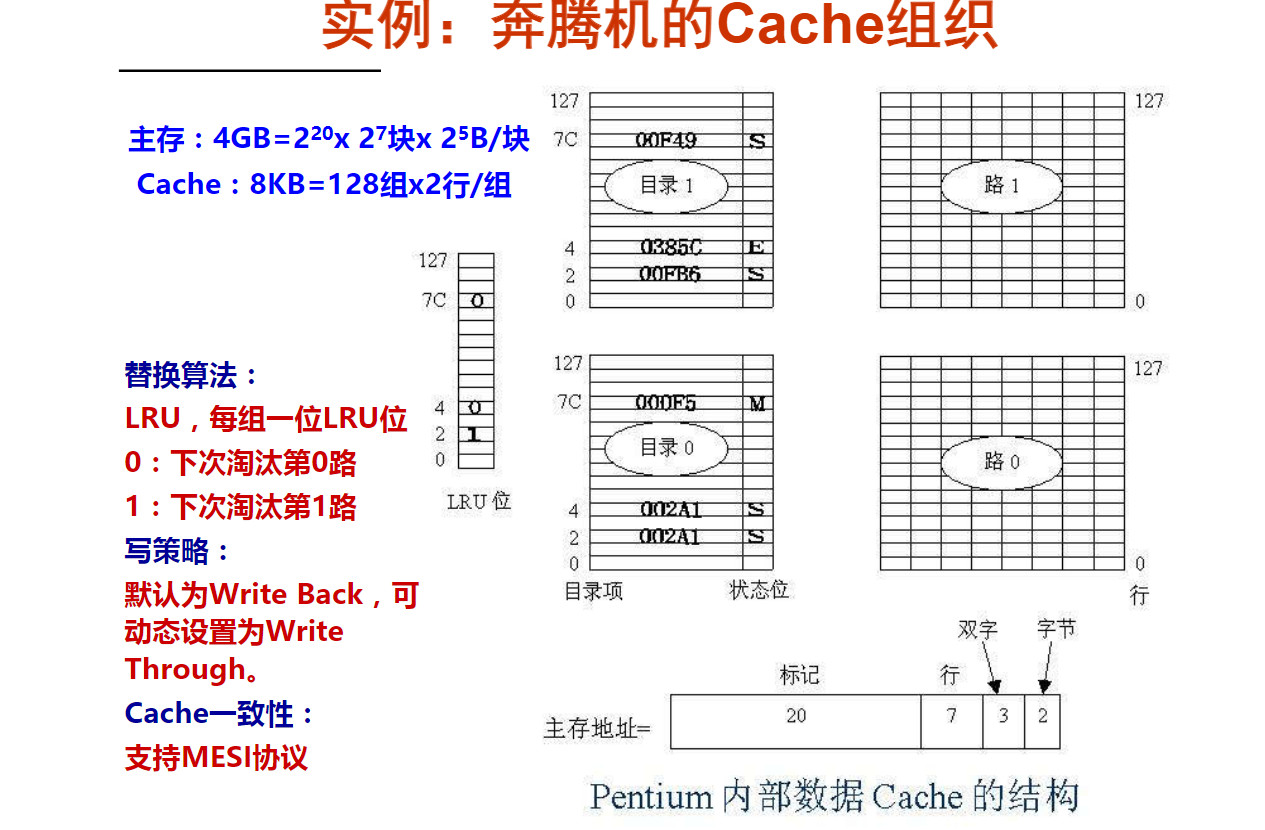 实例：奔腾机的Cache组织
主存：4GB=2²⁰x 2⁷块x 2⁵B/块
Cache：8KB=128组x2行/组
127
7C 0
4 0
2 1
0
LRU 位
替换算法：
LRU，每组一位LRU位
0：下次淘汰第0路
1：下次淘汰第1路
写策略：
默认为Write Back，可
动态设置为Write
Through。
Cache一致性：
支持MESI协议
127
7C 00F49 S
目录 1
4 0385C E
2 00FB6 S
0
127
路 1
0
127
7C 000F5 M
目录 0
4 002A1 S
2 002A1 S
0
目录项 状态位
127
路 0
0
行
双字 字节
标记 行
主存地址= 20 7 3 2
Pentium 内部数据 Cache 的结构